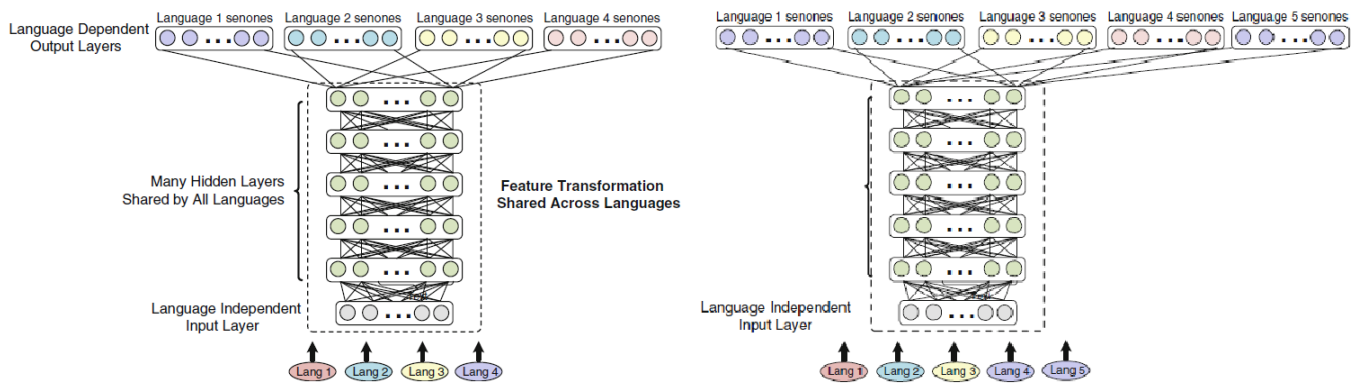 Language 1 senones Language 2 senones Language 3 senones Language 4 senones
Language Dependent
Output Layers
Many Hidden Layers
Shared by All Languages
Feature Transformation
Shared Across Languages
Language Independent
Input Layer
Lang 1 Lang 2 Lang 3 Lang 4
Language 1 senones Language 2 senones Language 3 senones Language 4 senones Language 5 senones
Language Independent
Input Layer
Lang 1 Lang 2 Lang 3 Lang 4 Lang 5